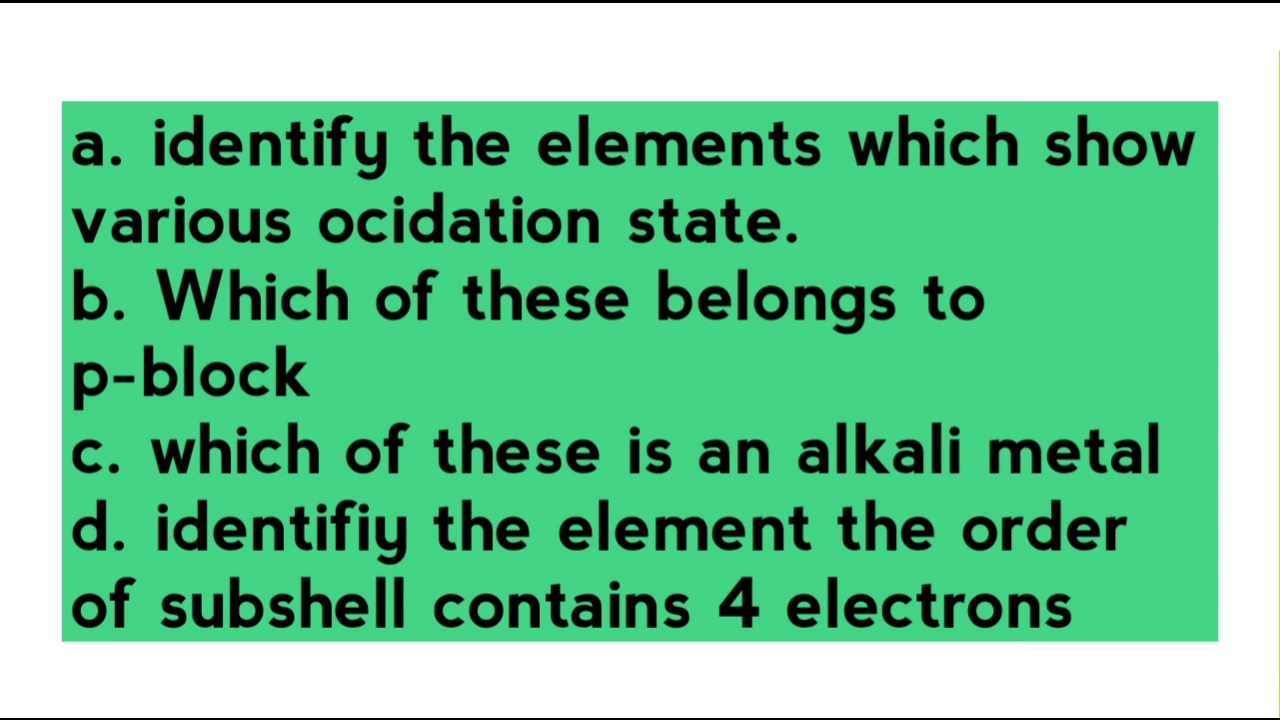 a. identify the elements which show
various ocidation state.
b. Which of these belongs to
p-block
c. which of these is an alkali metal
d. identifiy the element the order
of subshell contains 4 electrons